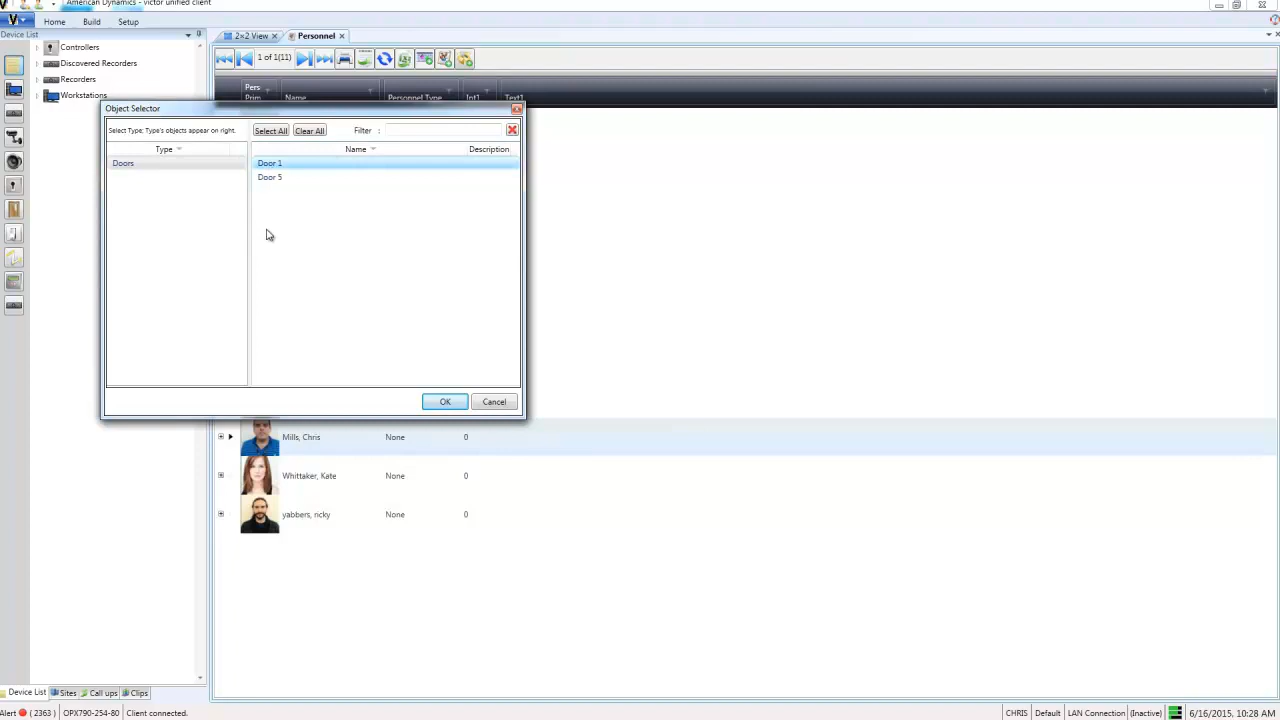 American Dynamics - victor unified client
V
Home Build Setup
Device List
2×2 View Personnel
Controllers
Discovered Recorders
Recorders
Workstations
1 of 1(11)
Pers
Prim Name Personnel Type Int1 Text1
Object Selector
Select Type; Type's objects appear on right.
Select All Clear All Filter :
Type Name Description
Doors Door 1
Door 5
OK Cancel
Mills, Chris None 0
Whittaker, Kate None 0
yabbers, ricky None 0
Device List Sites Call ups Clips
Alert ( 2363 ) OPX790-254-80 Client connected. CHRIS Default LAN Connection (Inactive) 6/16/2015, 10:28 AM